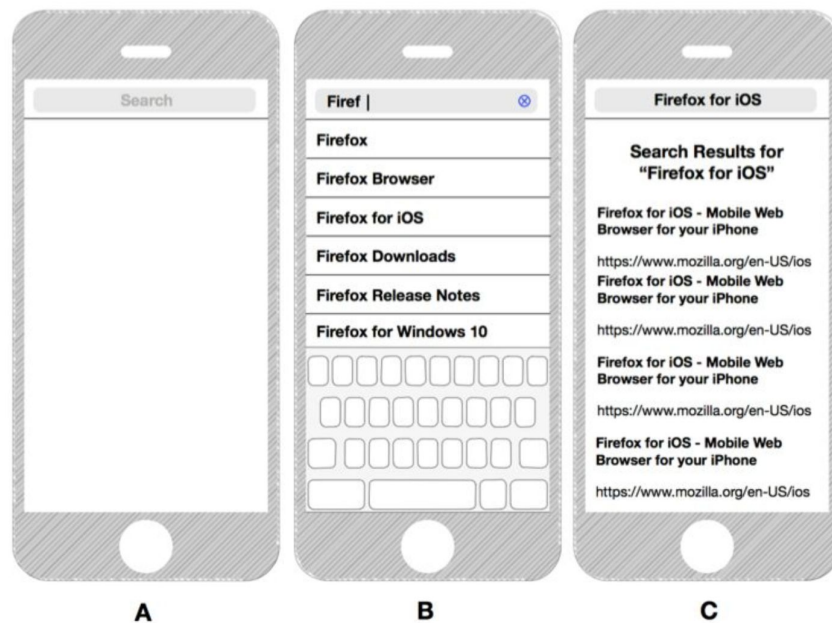 Search
Firef |
Firefox
Firefox Browser
Firefox for iOS
Firefox Downloads
Firefox Release Notes
Firefox for Windows 10
Firefox for iOS
Search Results for
“Firefox for iOS”
Firefox for iOS - Mobile Web
Browser for your iPhone
https://www.mozilla.org/en-US/ios
Firefox for iOS - Mobile Web
Browser for your iPhone
https://www.mozilla.org/en-US/ios
Firefox for iOS - Mobile Web
Browser for your iPhone
https://www.mozilla.org/en-US/ios
Firefox for iOS - Mobile Web
Browser for your iPhone
https://www.mozilla.org/en-US/ios
A
B
C